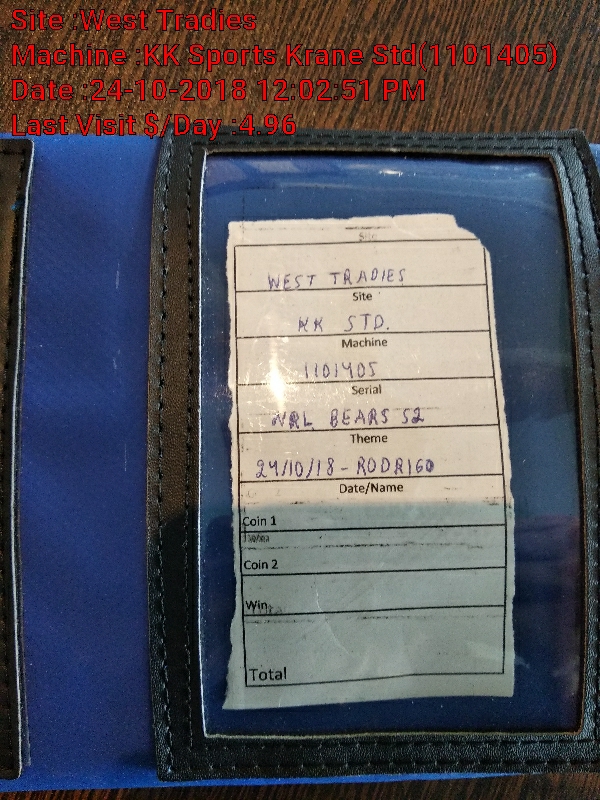 Site :West Tradies
Machine :KK Sports Krane Std(1101405)
Date :24-10-2018 12:02:51 PM
Last Visit $/Day :4.96
WEST TRADIES
Site
KK STD.
Machine
1101405
Serial
NRL BEARS S2
Theme
24/10/18 - RODRIGO
Date/Name
Coin 1
Coin 2
Win
Total